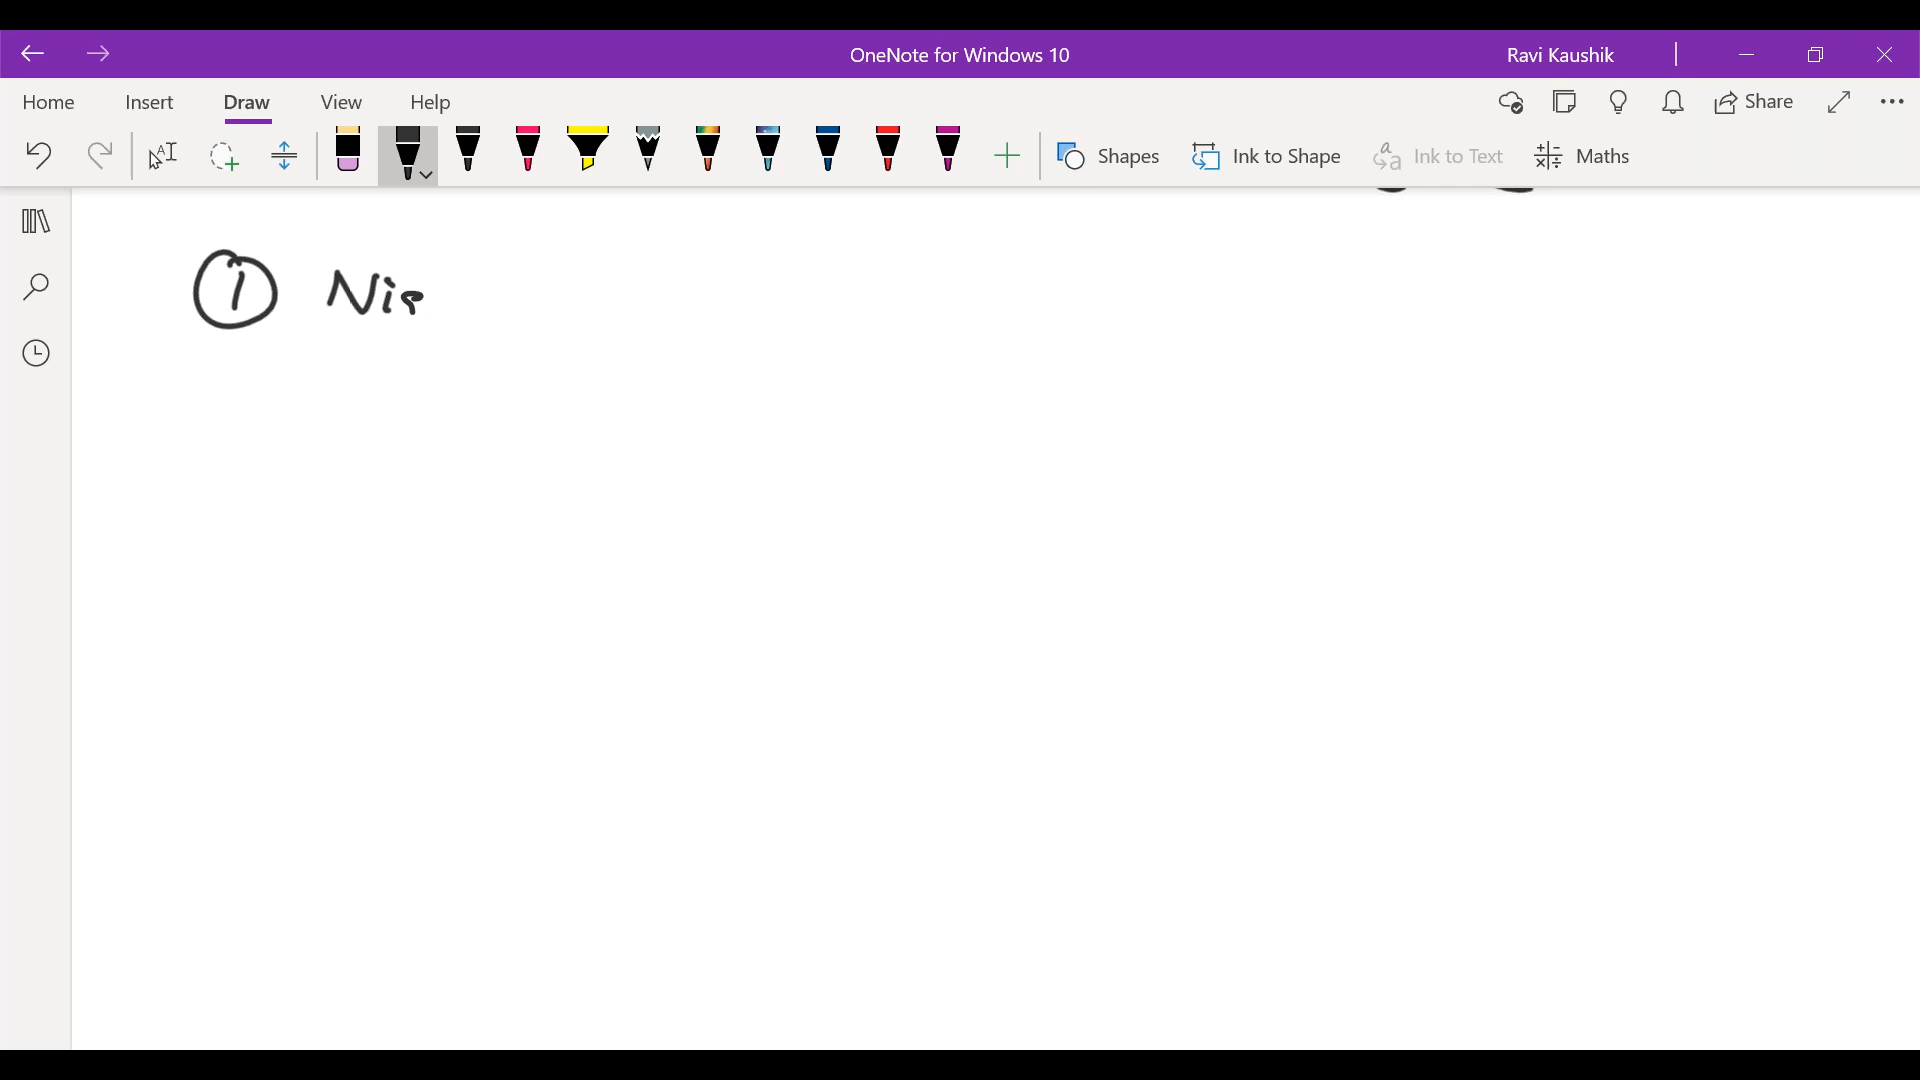 OneNote for Windows 10
Ravi Kaushik
Home Insert Draw View Help
Share
Shapes Ink to Shape Ink to Text Maths
① Nis